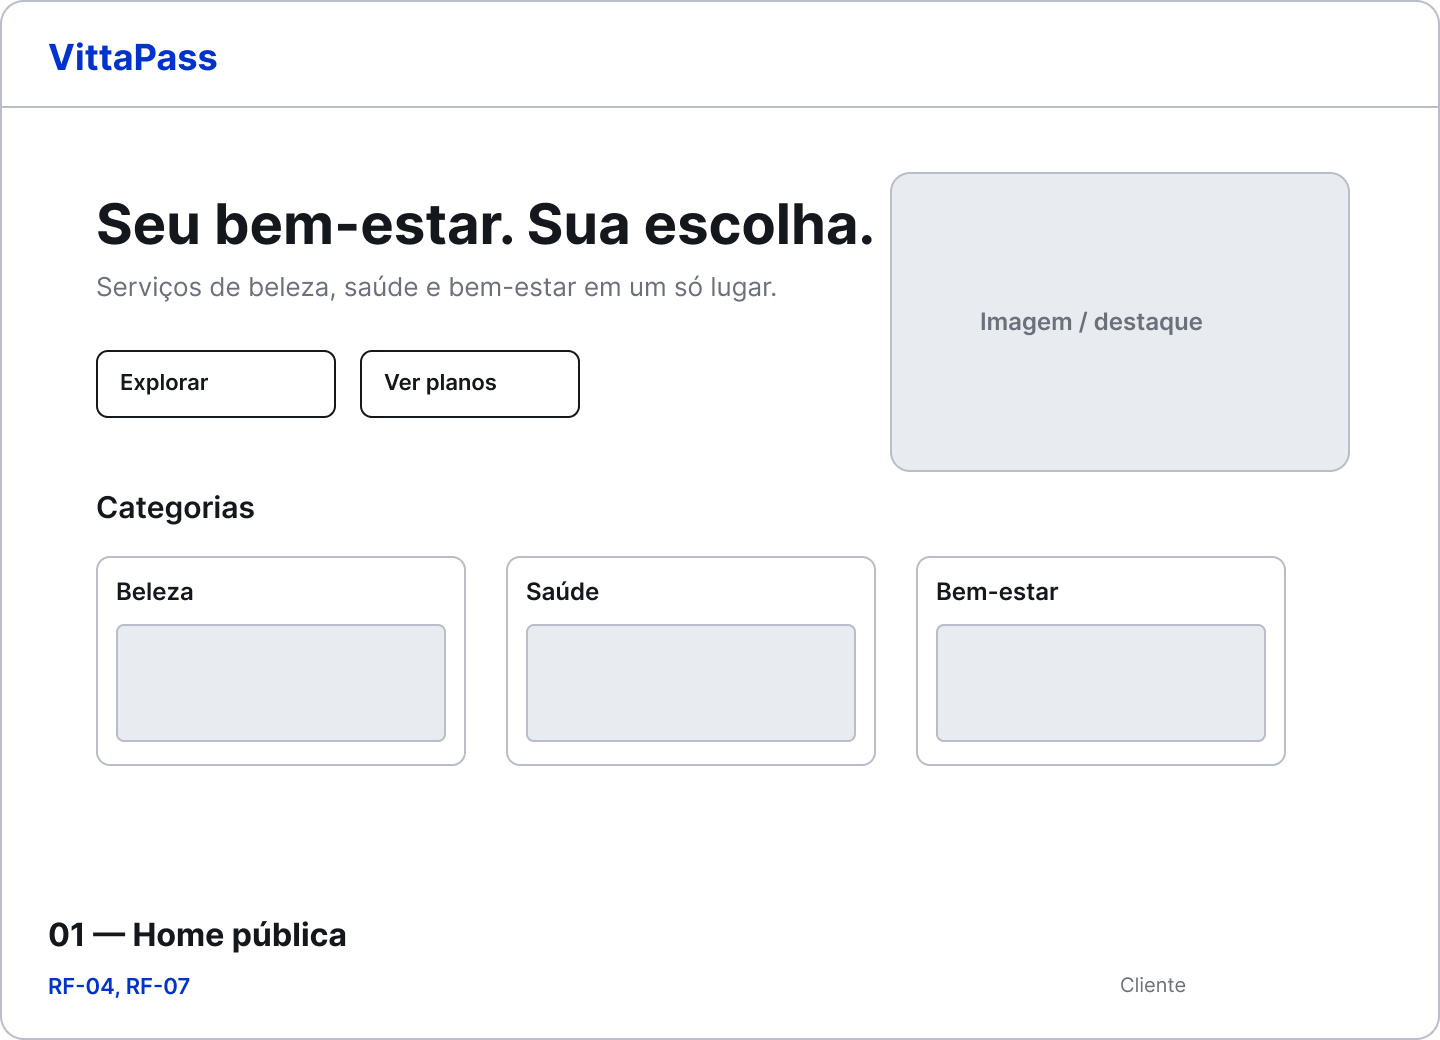 VittaPass
Seu bem-estar. Sua escolha.
Serviços de beleza, saúde e bem-estar em um só lugar.
Imagem / destaque
Explorar
Ver planos
Categorias
Beleza
Saúde
Bem-estar
01 — Home pública
RF-04, RF-07
Cliente